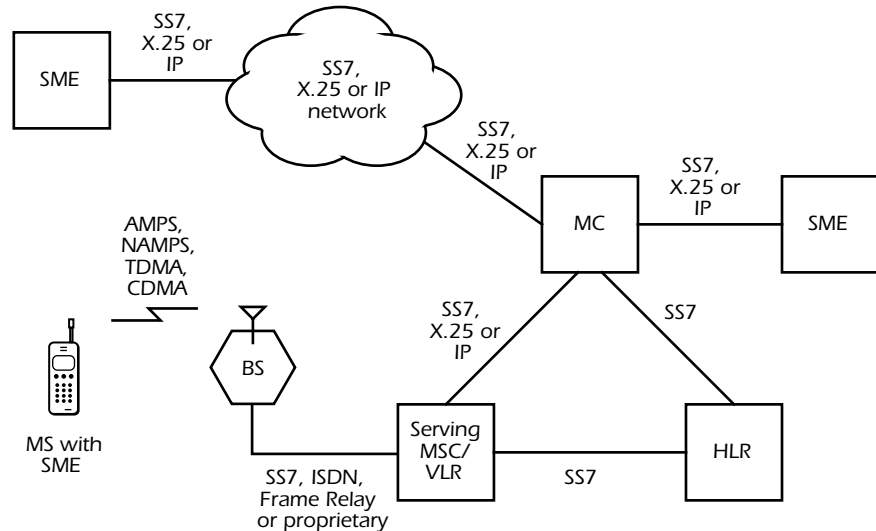 SS7,
X.25 or
IP
SME
SS7,
X.25 or IP
network
SS7,
X.25 or
IP
SS7,
X.25 or
IP
MC
SME
AMPS,
NAMPS,
TDMA,
CDMA
SS7,
X.25 or
IP
SS7
BS
MS with
SME
Serving
MSC/
VLR
HLR
SS7
SS7, ISDN,
Frame Relay
or proprietary